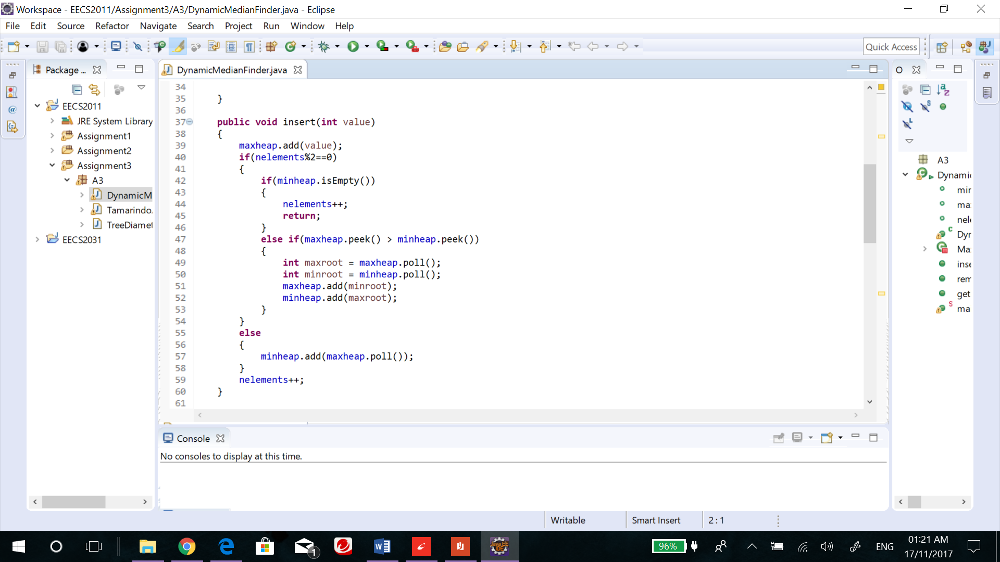 Workspace - EECS2011/Assignment3/A3/DynamicMedianFinder.java - Eclipse
File Edit Source Refactor Navigate Search Project Run Window Help
Quick Access
Package ...
EECS2011
JRE System Library
Assignment1
Assignment2
Assignment3
A3
DynamicM
Tamarindo.
TreeDiamet
EECS2031
DynamicMedianFinder.java
34
35 }
36
37 public void insert(int value)
38 {
39 maxheap.add(value);
40 if(nelements%2==0)
41 {
42 if(minheap.isEmpty())
43 {
44 nelements++;
45 return;
46 }
47 else if(maxheap.peek() > minheap.peek())
48 {
49 int maxroot = maxheap.poll();
50 int minroot = minheap.poll();
51 maxheap.add(minroot);
52 minheap.add(maxroot);
53 }
54 }
55 else
56 {
57 minheap.add(maxheap.poll());
58 }
59 nelements++;
60 }
61
O
A3
Dynamic
min
ma:
nele
Dyr
Ma:
inse
rem
get
ma
Console
No consoles to display at this time.
Writable
Smart Insert
2 : 1
1
Java EE
IDE
96%
ENG
01:21 AM
17/11/2017